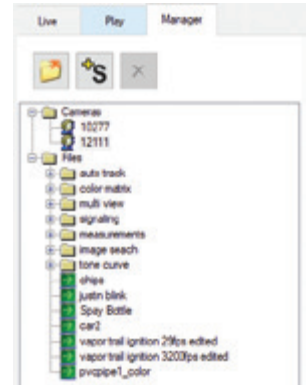 Live Play Manager
S
Cameras
10277
12111
Files
auto track
color matrix
multi view
signaling
measurements
image seach
tone curve
chips
justin blink
Spay Bottle
car2
vapor trail ignition 29fps edited
vapor trail ignition 3200fps edited
pvcpipe1_color